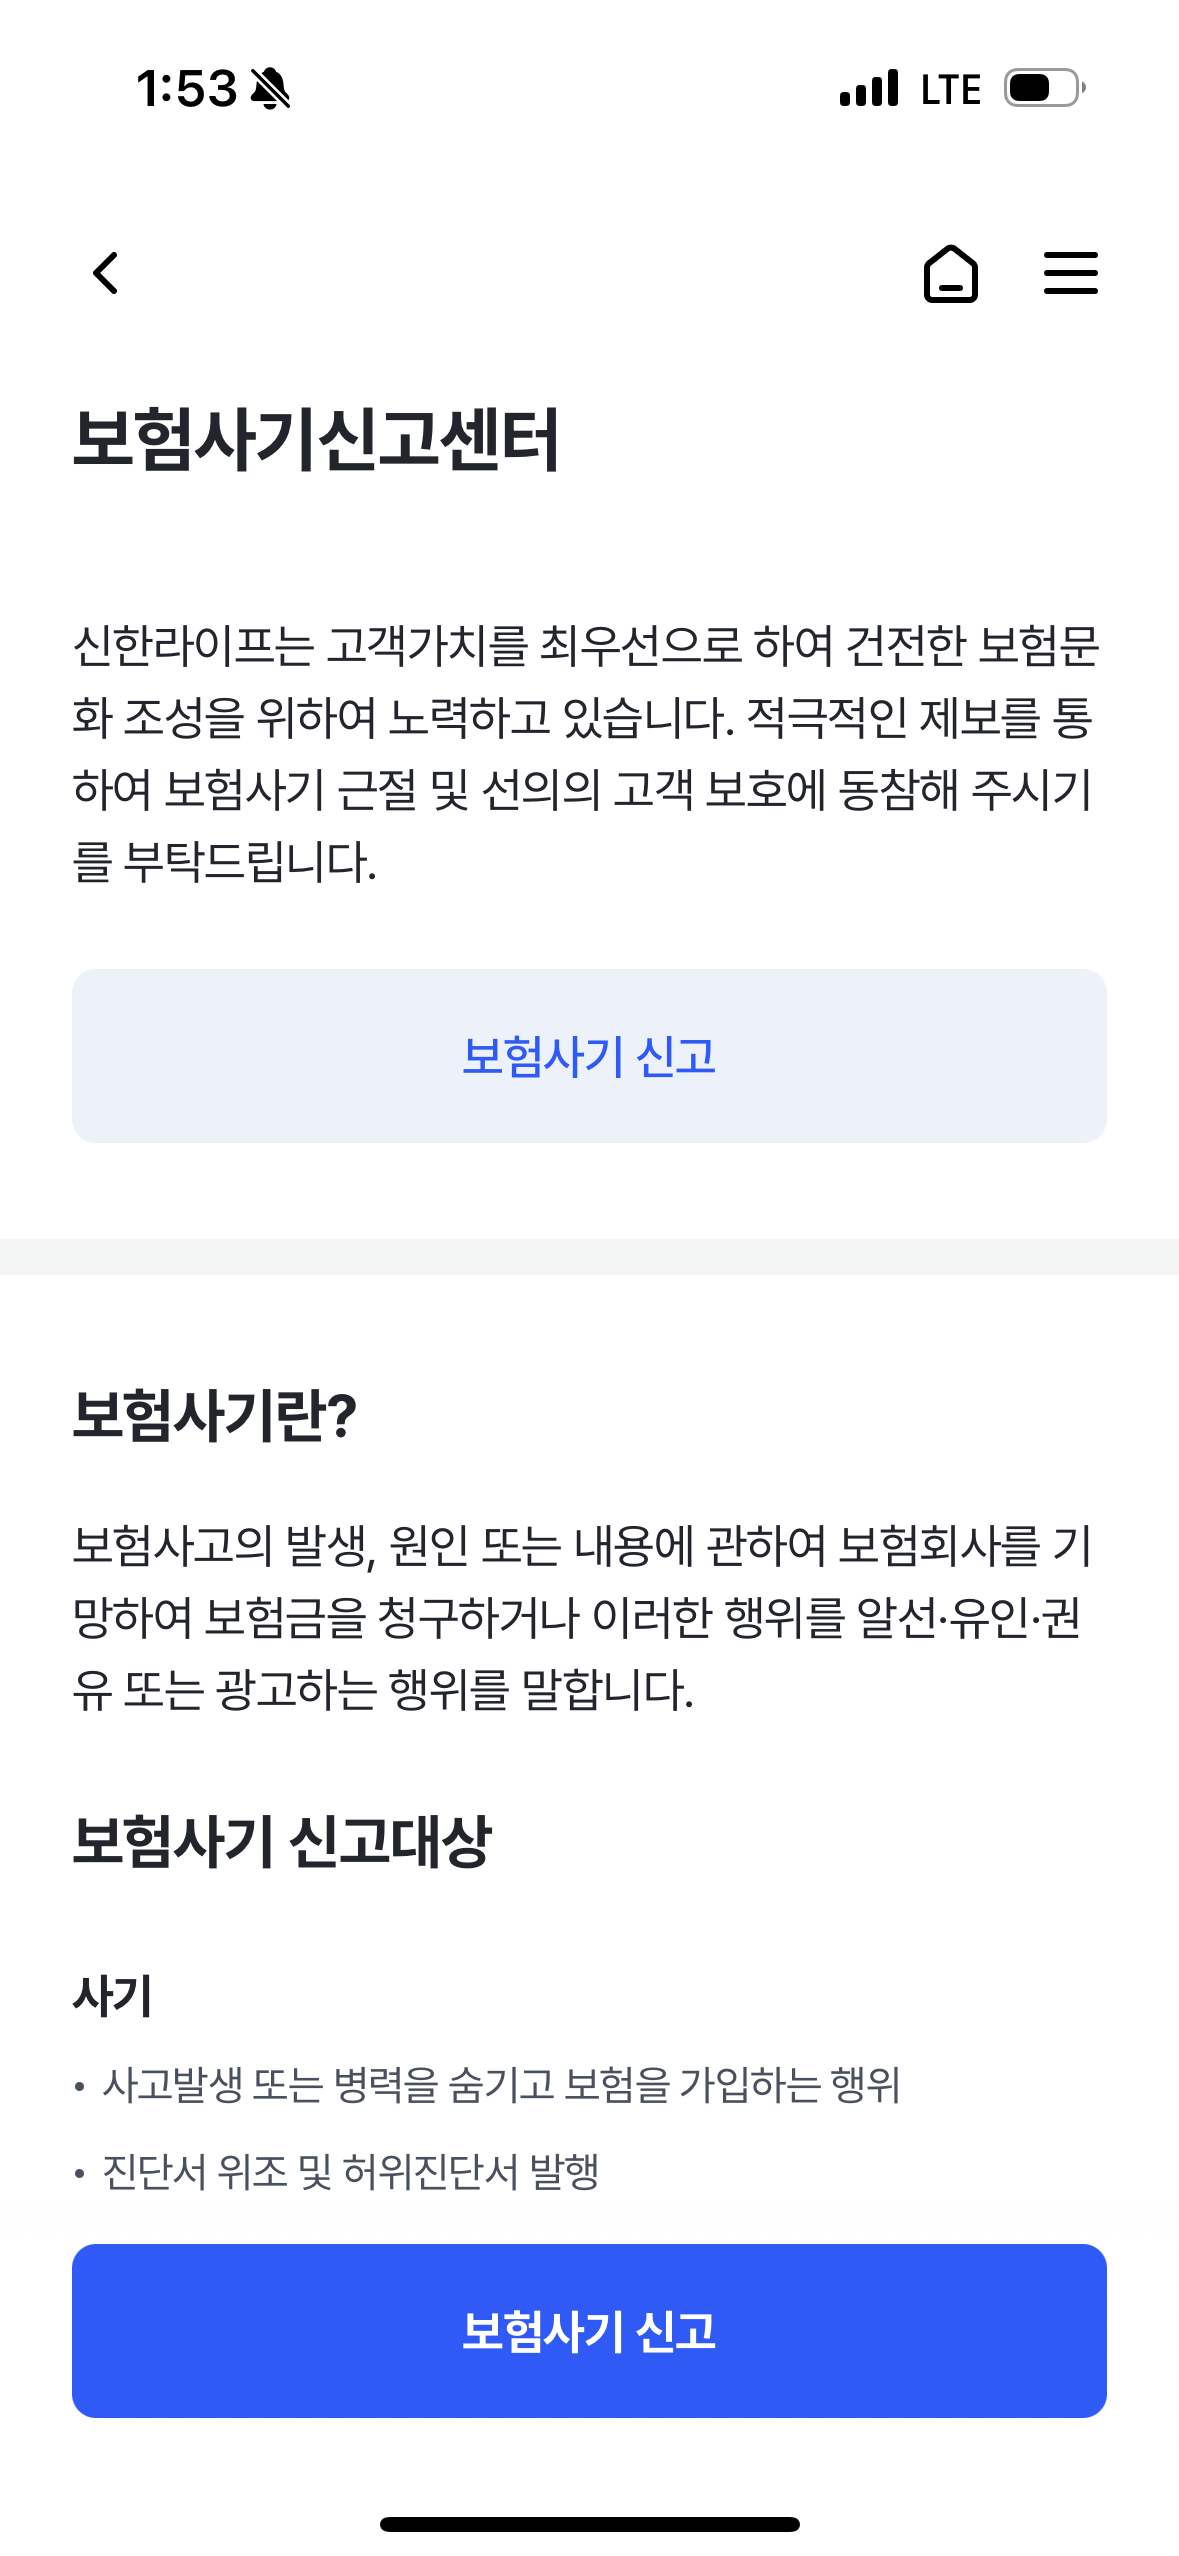 1:53
LTE
보험사기신고센터
신한라이프는 고객가치를 최우선으로 하여 건전한 보험문
화 조성을 위하여 노력하고 있습니다. 적극적인 제보를 통
하여 보험사기 근절 및 선의의 고객 보호에 동참해 주시기
를 부탁드립니다.
보험사기 신고
보험사기란?
보험사고의 발생, 원인 또는 내용에 관하여 보험회사를 기
망하여 보험금을 청구하거나 이러한 행위를 알선·유인·권
유 또는 광고하는 행위를 말합니다.
보험사기 신고대상
사기
• 사고발생 또는 병력을 숨기고 보험을 가입하는 행위
• 진단서 위조 및 허위진단서 발행
보험사기 신고